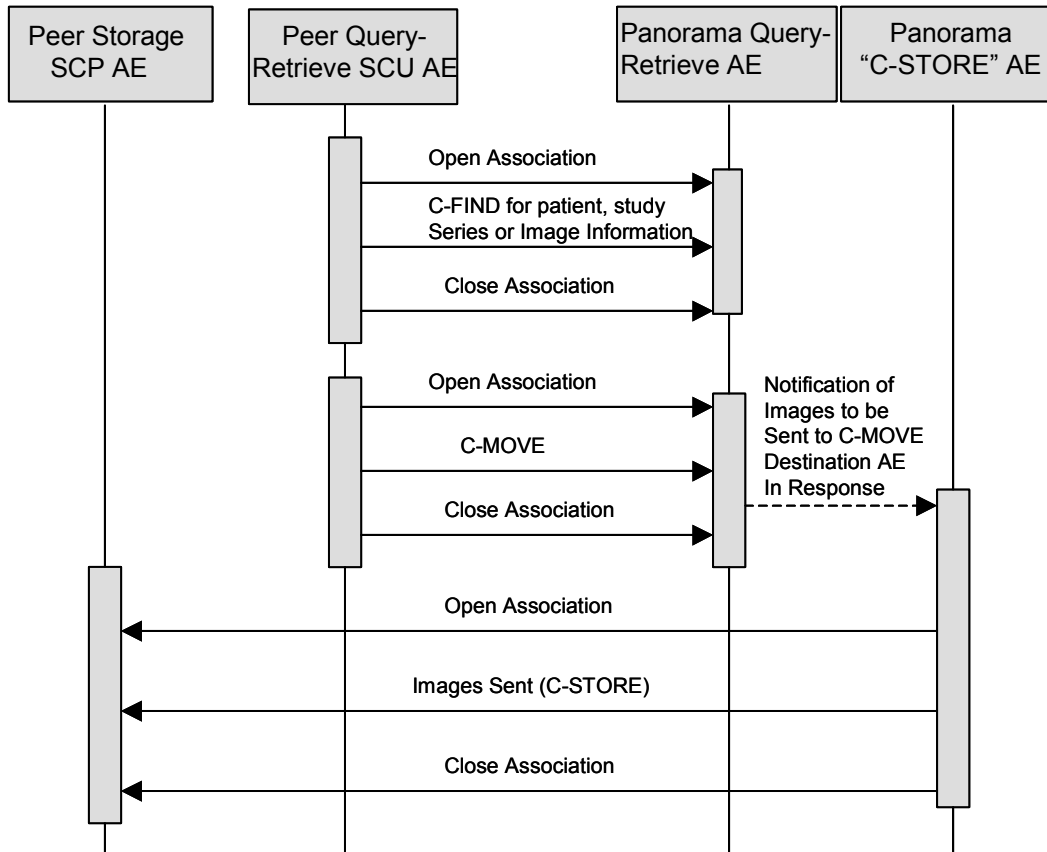 Peer Storage
SCP AE
Peer Query-
Retrieve SCU AE
Panorama Query-
Retrieve AE
Panorama
“C-STORE” AE
Open Association
C-FIND for patient, study
Series or Image Information
Close Association
Open Association
C-MOVE
Close Association
Notification of
Images to be
Sent to C-MOVE
Destination AE
In Response
Open Association
Images Sent (C-STORE)
Close Association